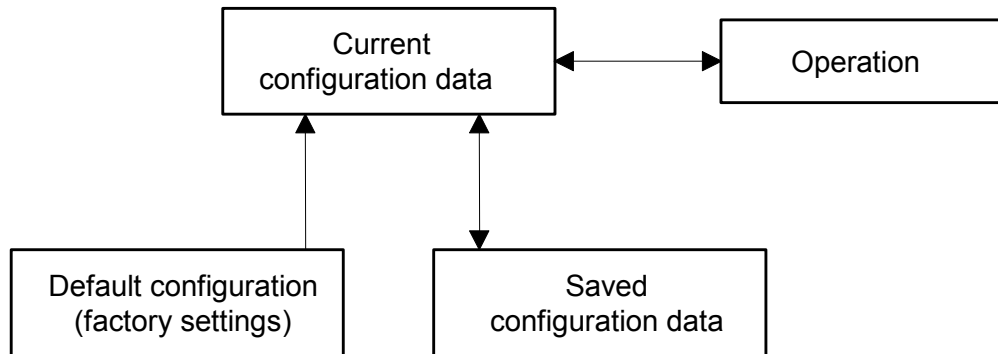 Current
configuration data
Operation
Default configuration
(factory settings)
Saved
configuration data